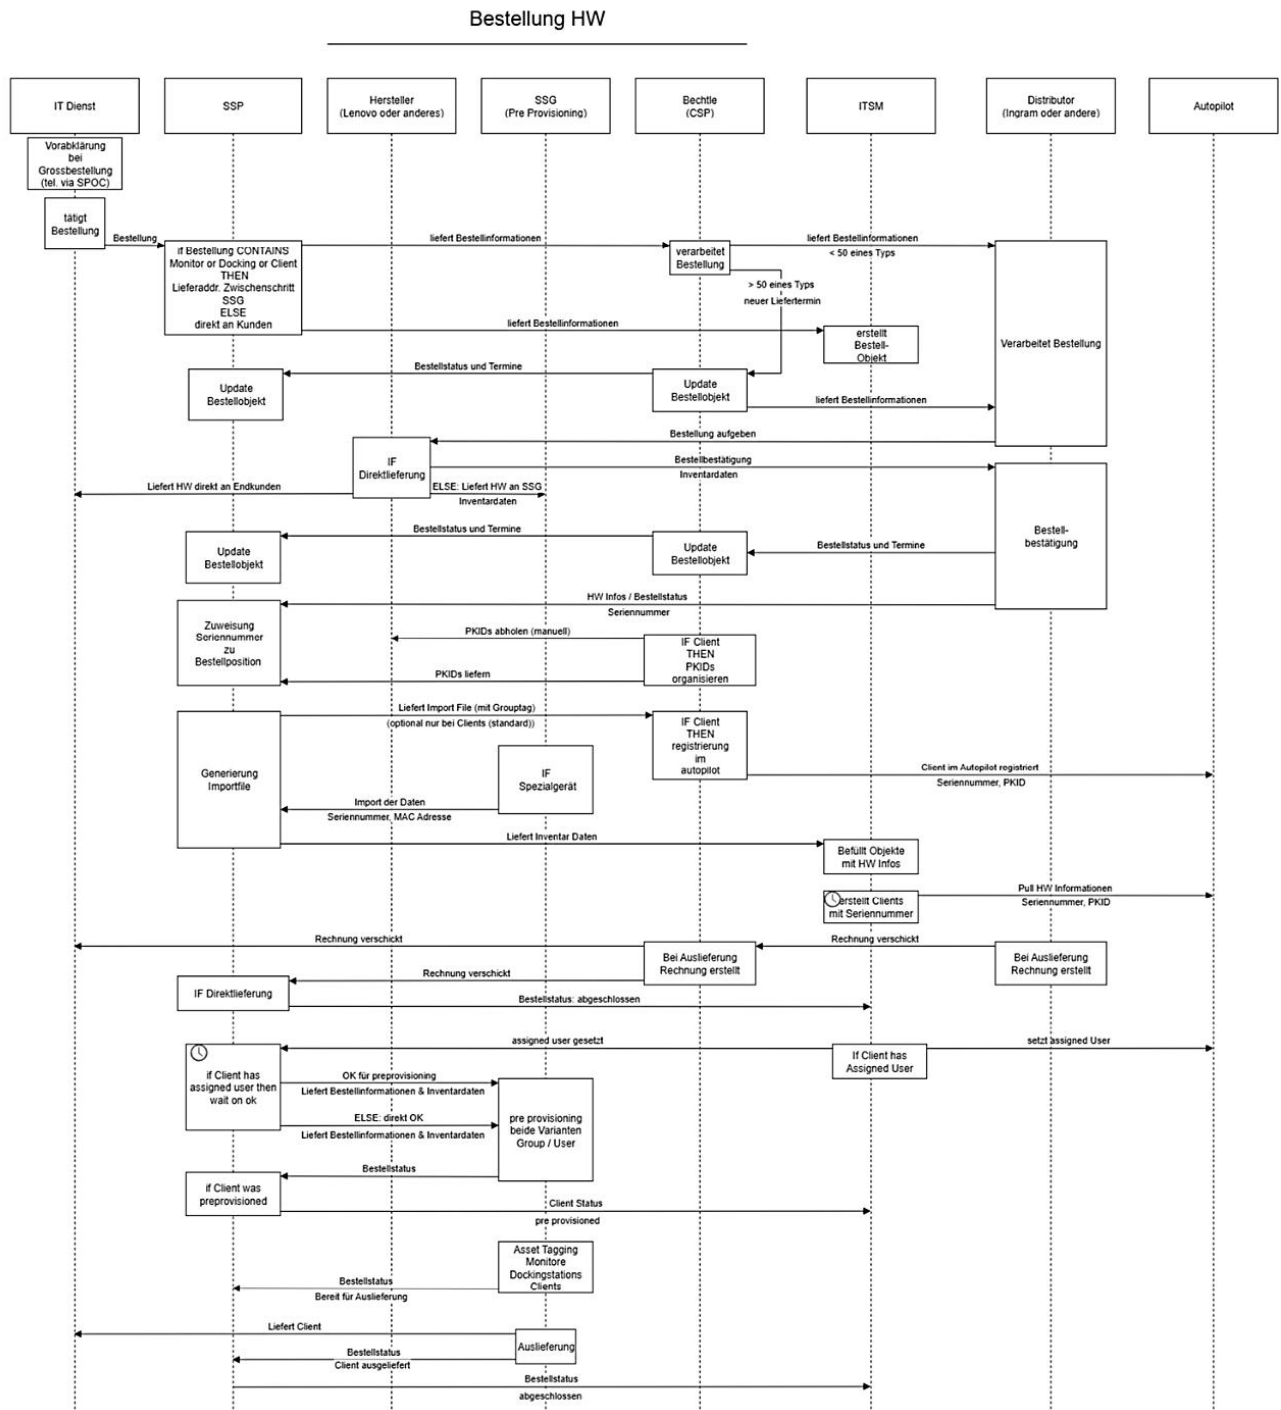 Bestellung HW
IT Dienst
SSP
Hersteller
(Lenovo oder anderes)
SSG
(Pre Provisioning)
Bechtle
(CSP)
ITSM
Distributor
(Ingram oder andere)
Autopilot
Vorabklärung
bei
Grossbestellung
(tel. via SPOC)
tätigt
Bestellung
Bestellung
if Bestellung CONTAINS
Monitor or Docking or Client
THEN
Lieferaddr. Zwischenschritt
SSG
ELSE
direkt an Kunden
liefert Bestellinformationen
verarbeitet
Bestellung
liefert Bestellinformationen
< 50 eines Typs
> 50 eines Typs
neuer Liefertermin
Verarbeitet Bestellung
liefert Bestellinformationen
erstellt
Bestell-
Objekt
Bestellstatus und Termine
Update
Bestellobjekt
Update
Bestellobjekt
liefert Bestellinformationen
Bestellung aufgeben
IF
Direktlieferung
Bestellbestätigung
Inventardaten
Liefert HW direkt an Endkunden
ELSE: Liefert HW an SSG
Inventardaten
Bestell-
bestätigung
Bestellstatus und Termine
Update
Bestellobjekt
Update
Bestellobjekt
Bestellstatus und Termine
HW Infos / Bestellstatus
Seriennummer
Zuweisung
Seriennummer
zu
Bestellposition
PKIDs abholen (manuell)
IF Client
THEN
PKIDs
organisieren
PKIDs liefern
Liefert Import File (mit Grouptag)
(optional nur bei Clients (standard))
IF Client
THEN
registrierung
im
autopilot
Generierung
Importfile
IF
Spezialgerät
Client im Autopilot registriert
Seriennummer, PKID
Import der Daten
Seriennummer, MAC Adresse
Liefert Inventar Daten
Befüllt Objekte
mit HW Infos
erstellt Clients
mit Seriennummer
Pull HW Informationen
Seriennummer, PKID
Rechnung verschickt
Bei Auslieferung
Rechnung erstellt
Rechnung verschickt
Bei Auslieferung
Rechnung erstellt
Rechnung verschickt
IF Direktlieferung
Bestellstatus: abgeschlossen
assigned user gesetzt
If Client has
Assigned User
setzt assigned User
if Client has
assigned user then
wait on ok
OK für preprovisioning
Liefert Bestellinformationen & Inventardaten
ELSE: direkt OK
Liefert Bestellinformationen & Inventardaten
pre provisioning
beide Varianten
Group / User
Bestellstatus
if Client was
preprovisioned
Client Status
pre provisioned
Asset Tagging
Monitore
Dockingstations
Clients
Bestellstatus
Bereit für Auslieferung
Liefert Client
Auslieferung
Bestellstatus
Client ausgeliefert
Bestellstatus
abgeschlossen